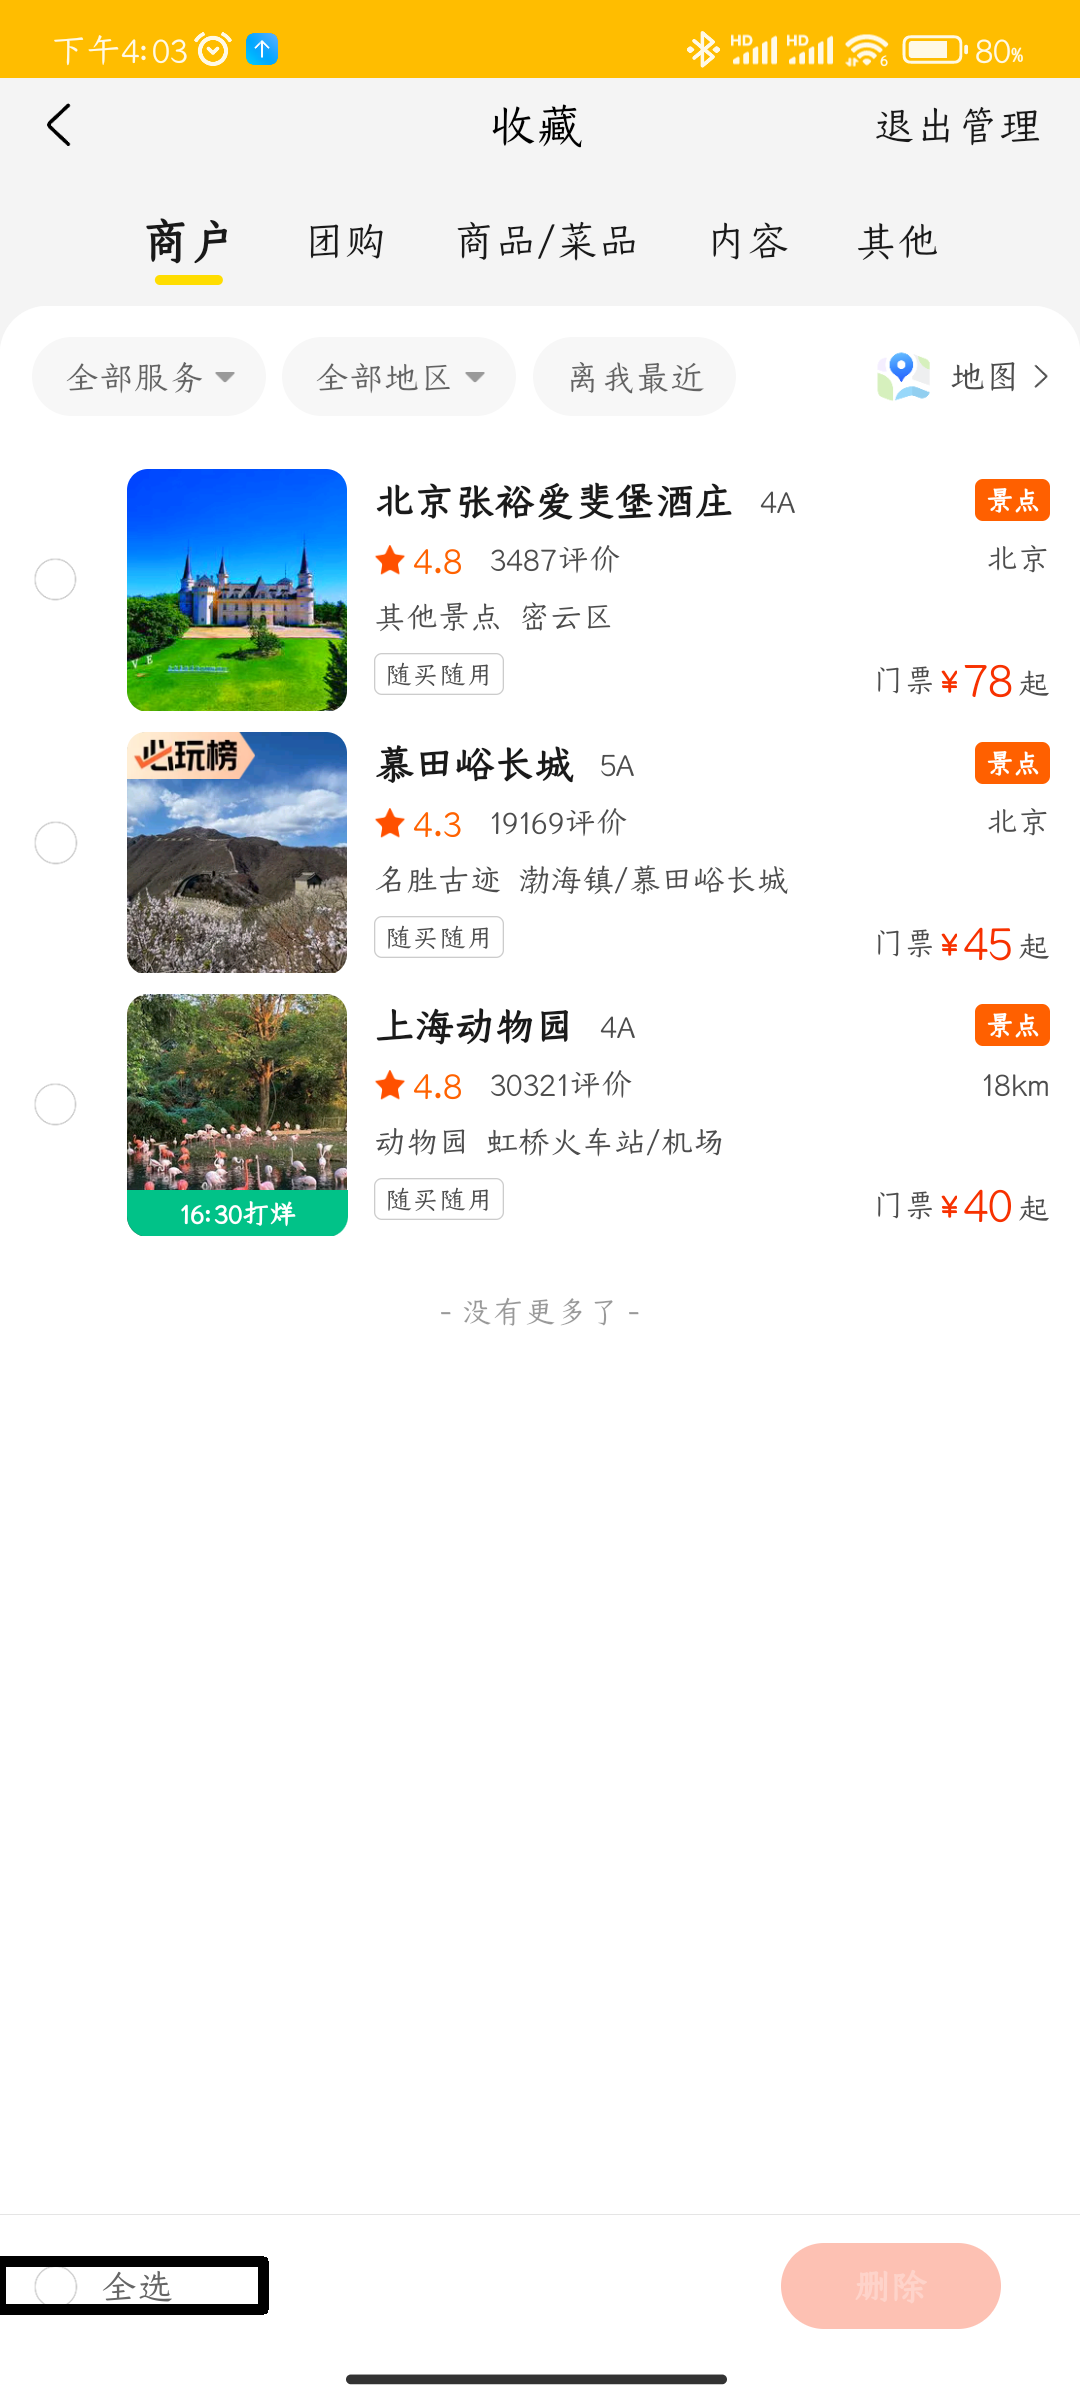 下午4:03
HD HD 6 80%
收藏
退出管理
商户 团购 商品/菜品 内容 其他
全部服务 全部地区 离我最近 地图
北京张裕爱斐堡酒庄 4A 景点
4.8 3487评价 北京
其他景点 密云区
随买随用
门票¥78起
必玩榜
慕田峪长城 5A 景点
4.3 19169评价 北京
名胜古迹 渤海镇/慕田峪长城
随买随用
门票¥45起
上海动物园 4A 景点
4.8 30321评价 18km
动物园 虹桥火车站/机场
随买随用
门票¥40起
16:30打烊
- 没有更多了 -
全选
删除